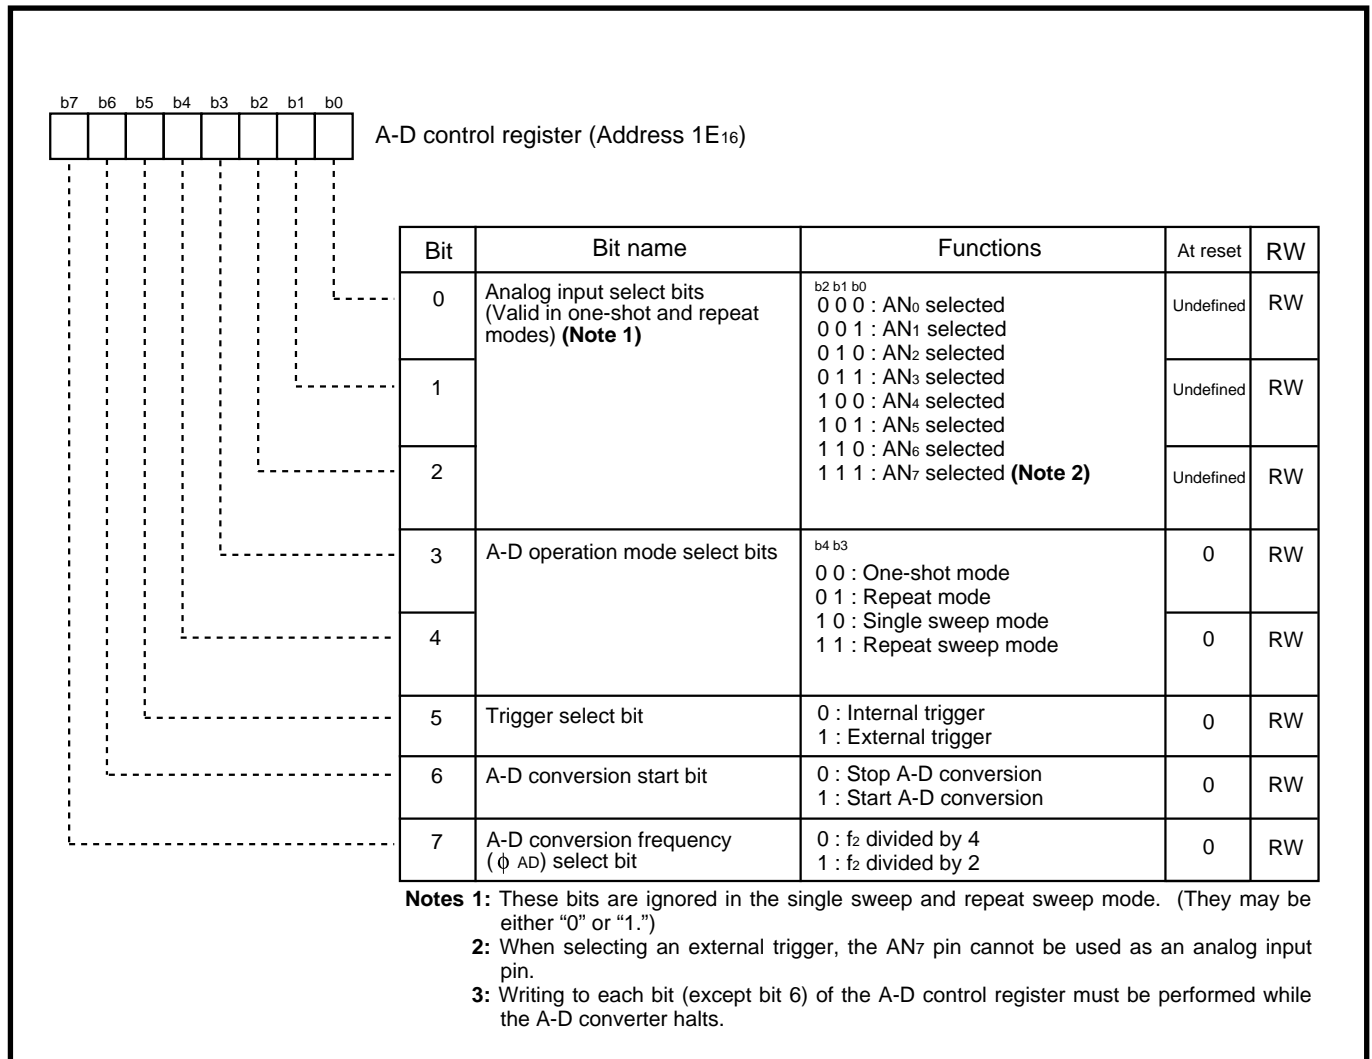 b7 b6 b5 b4 b3 b2 b1 b0
A-D control register (Address 1E16)
Bit Bit name Functions At reset RW
0 Analog input select bits
(Valid in one-shot and repeat
modes) (Note 1)
b2 b1 b0
0 0 0 : AN0 selected
0 0 1 : AN1 selected
0 1 0 : AN2 selected
0 1 1 : AN3 selected
1 0 0 : AN4 selected
1 0 1 : AN5 selected
1 1 0 : AN6 selected
1 1 1 : AN7 selected (Note 2)
Undefined RW
1 Undefined RW
2 Undefined RW
3 A-D operation mode select bits
b4 b3
0 0 : One-shot mode
0 1 : Repeat mode
1 0 : Single sweep mode
1 1 : Repeat sweep mode
0 RW
4 0 RW
5 Trigger select bit
0 : Internal trigger
1 : External trigger
0 RW
6 A-D conversion start bit
0 : Stop A-D conversion
1 : Start A-D conversion
0 RW
7 A-D conversion frequency
(ϕ AD) select bit
0 : f2 divided by 4
1 : f2 divided by 2
0 RW
Notes 1: These bits are ignored in the single sweep and repeat sweep mode. (They may be
either “0” or “1.”)
2: When selecting an external trigger, the AN7 pin cannot be used as an analog input
pin.
3: Writing to each bit (except bit 6) of the A-D control register must be performed while
the A-D converter halts.